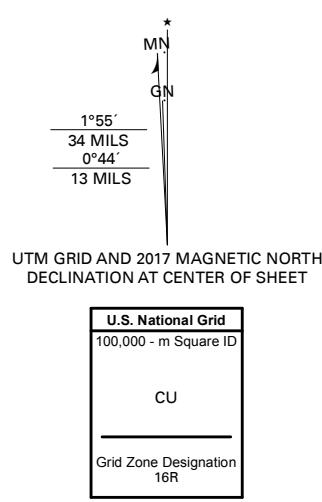 ★
MN
GN
1°55´
34 MILS
0°44´
13 MILS
UTM GRID AND 2017 MAGNETIC NORTH
DECLINATION AT CENTER OF SHEET
U.S. National Grid
100,000 - m Square ID
CU
Grid Zone Designation
16R